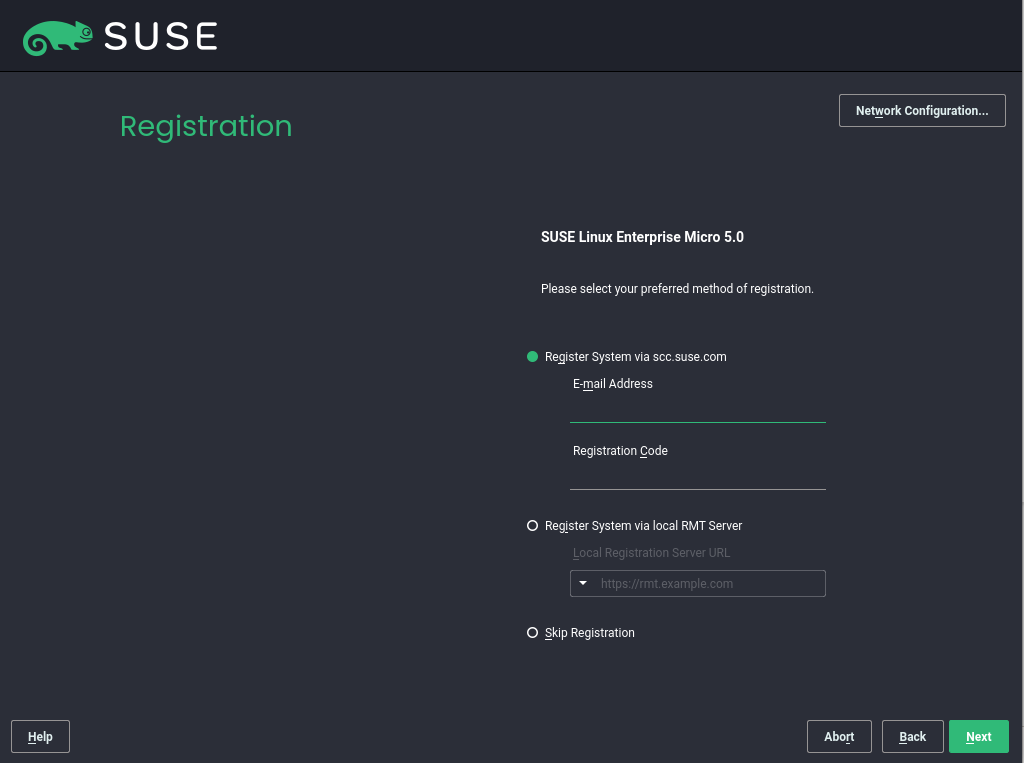 SUSE
Network Configuration...
Registration
SUSE Linux Enterprise Micro 5.0
Please select your preferred method of registration.
Register System via scc.suse.com
E-mail Address
Registration Code
Register System via local RMT Server
Local Registration Server URL
https://rmt.example.com
Skip Registration
Help
Abort
Back
Next